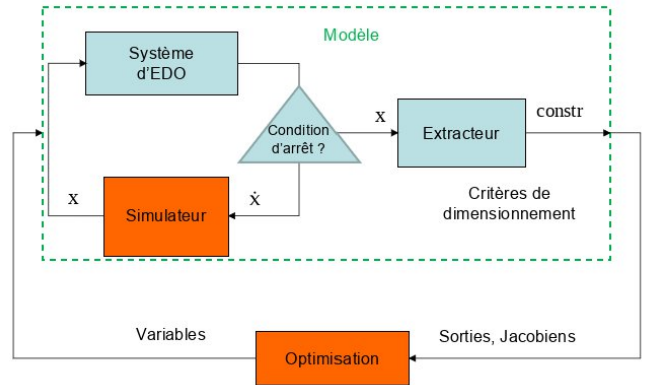 Modèle
Système
d'EDO
Condition
d'arrêt ?
x
Extracteur
constr
x
Simulateur
ẋ
Critères de
dimensionnement
Variables
Optimisation
Sorties, Jacobiens